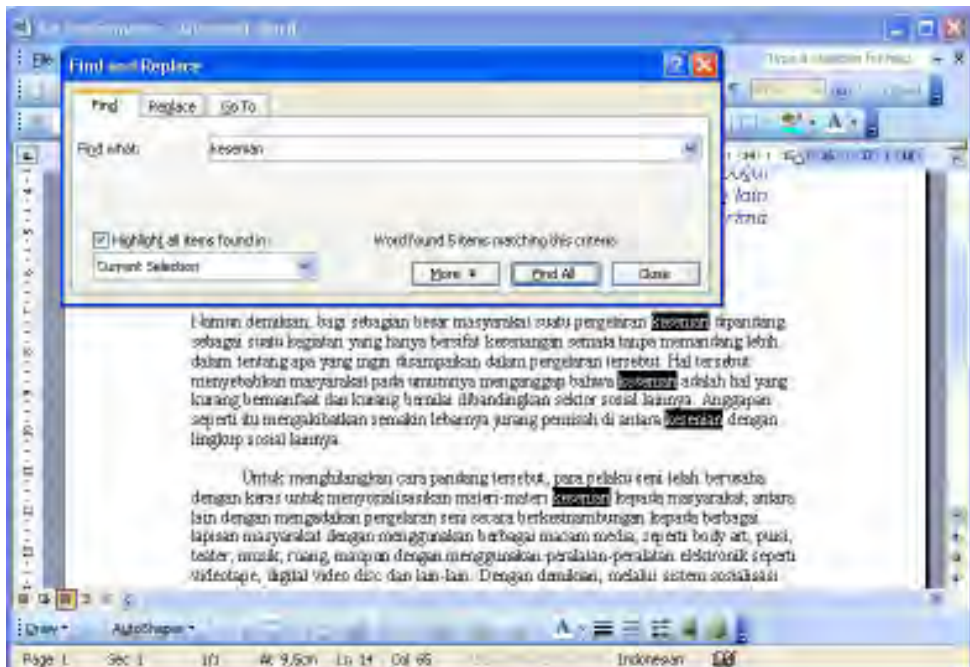 File
Find and Replace
Find Replace Go To
Find what: kesenian
Highlight all items found in: Word found 5 items matching this criteria
Current Selection
More Find All Close
lain
Namun demikian, bagi sebagian besar masyarakat suatu pergelaran kesenian dipandang
sebagai suatu kegiatan yang hanya bersifat kesenangan semata tanpa memandang lebih
dalam tentang apa yang ingin disampaikan dalam pergelaran tersebut. Hal tersebut
menyebabkan masyarakat pada umumnya menganggap bahwa kesenian adalah hal yang
kurang bermanfaat dan kurang bernilai dibandingkan sektor sosial lainnya. Anggapan
seperti itu mengakibatkan semakin lebarnya jurang pemisah di antara kesenian dengan
lingkup sosial lainnya.
Untuk menghilangkan cara pandang tersebut, para pelaku seni telah berusaha
dengan keras untuk menyosialisasikan materi-materi kesenian kepada masyarakat, antara
lain dengan mengadakan pergelaran seni secara berkesinambungan kepada berbagai
lapisan masyarakat dengan menggunakan berbagai macam media, seperti body art, puisi,
teater, musik, ruang, maupun dengan menggunakan peralatan-peralatan elektronik seperti
videotape, digital video disc dan lain-lain. Dengan demikian, melalui sistem sosialisasi
Draw AutoShapes
Page 1 Sec 1 1/1 At 9,5cm Ln 14 Col 65 Indonesian